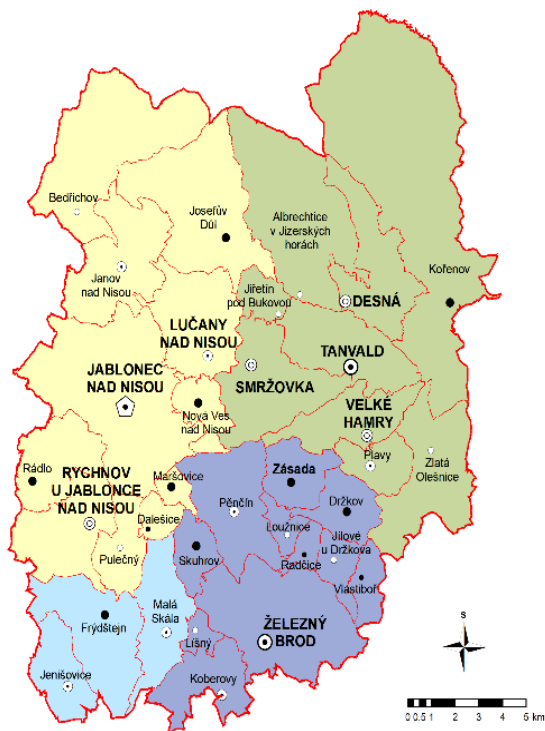 Bedřichov
Josefův
Důl
Albrechtice
v Jizerských
horách
Janov
nad Nisou
Jiřetín
pod Bukovou
Kořenov
DESNÁ
LUČANY
NAD NISOU
TANVALD
JABLONEC
NAD NISOU
SMRŽOVKA
Nová Ves
nad Nisou
VELKÉ
HAMRY
Plavy
Zlatá
Olešnice
Rádlo
RYCHNOV
U JABLONCE
NAD NISOU
Maršovice
Zásada
Pěnčín
Držkov
Dalešice
Loužnice
Jílové
u Držkova
Pulečný
Skuhrov
Radčice
Vlastiboř
Frýdštejn
Malá
Skála
Líšný
ŽELEZNÝ
BROD
Jenišovice
Koberovy
S
0 0,5 1 2 3 4 5 km